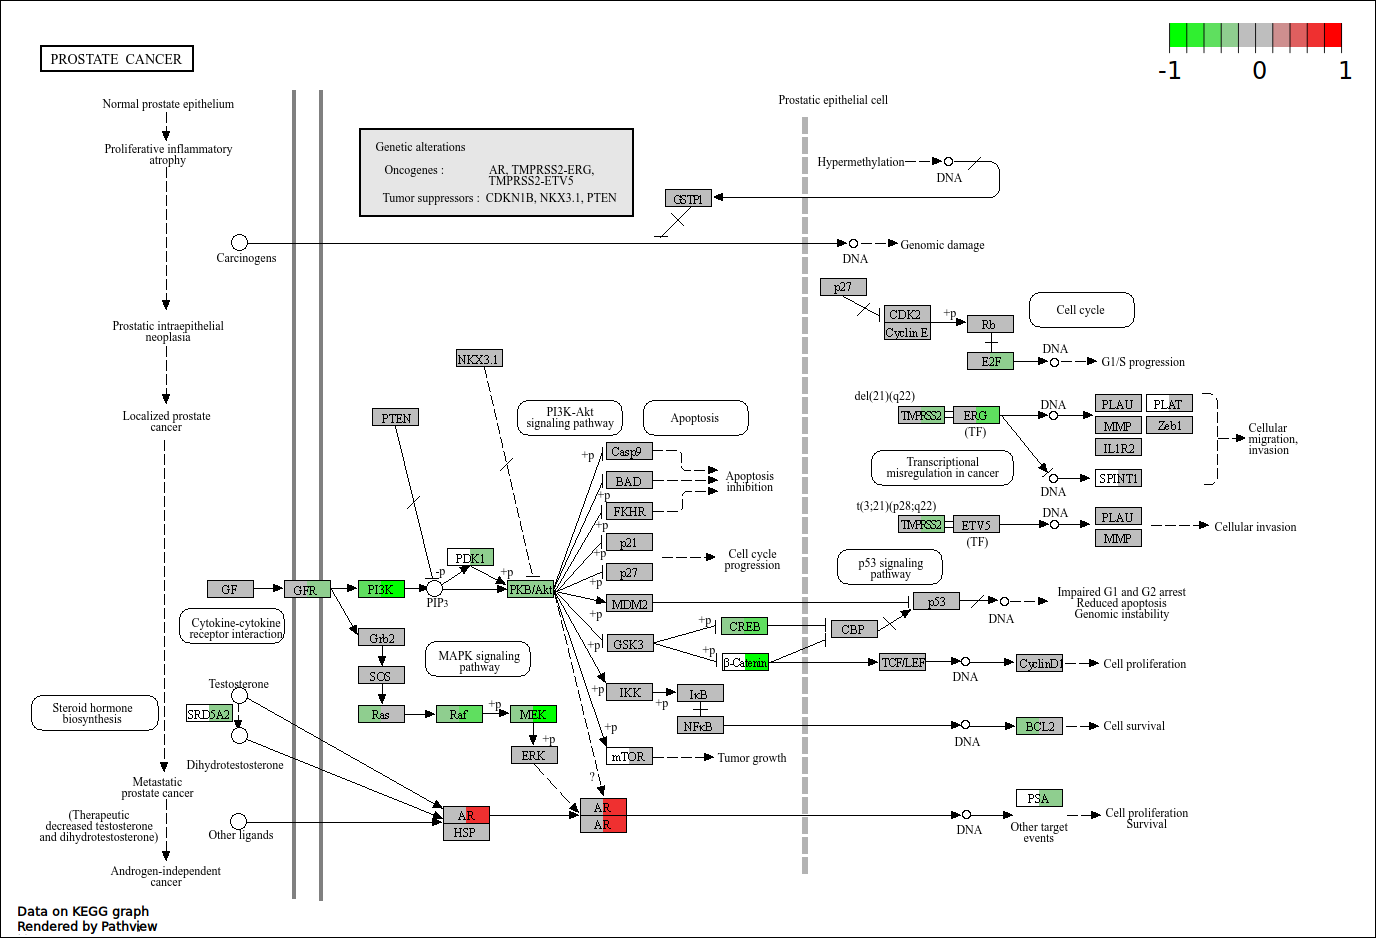 PROSTATE CANCER
-1 0 1
Normal prostate epithelium
Proliferative inflammatory
atrophy
Prostatic intraepithelial
neoplasia
Localized prostate
cancer
Metastatic
prostate cancer
(Therapeutic
decreased testosterone
and dihydrotestosterone)
Androgen-independent
cancer
Genetic alterations
Oncogenes : AR, TMPRSS2-ERG,
TMPRSS2-ETV5
Tumor suppressors : CDKN1B, NKX3.1, PTEN
Prostatic epithelial cell
Hypermethylation
DNA
GSTP1
Carcinogens
DNA
Genomic damage
p27
CDK2
Cyclin E
+p
Rb
E2F
Cell cycle
DNA
G1/S progression
NKX3.1
PTEN
PI3K-Akt
signaling pathway
Apoptosis
del(21)(q22)
TMPRSS2
ERG
(TF)
DNA
PLAU
PLAT
MMP
Zeb1
IL1R2
SPINT1
DNA
Cellular
migration,
invasion
Transcriptional
misregulation in cancer
t(3;21)(p28;q22)
TMPRSS2
ETV5
(TF)
DNA
PLAU
MMP
Cellular invasion
+p
Casp9
BAD
+p
FKHR
+p
p21
+p
p27
+p
MDM2
+p
GSK3
+p
IKK
+p
mTOR
+p
Apoptosis
inhibition
Cell cycle
progression
GF
GFR
PI3K
PIP3
-p
PDK1
+p
PKB/Akt
p53 signaling
pathway
p53
DNA
Impaired G1 and G2 arrest
Reduced apoptosis
Genomic instability
Cytokine-cytokine
receptor interaction
Grb2
SOS
Ras
Raf
+p
MEK
+p
ERK
MAPK signaling
pathway
+p
CREB
+p
β-Catenin
CBP
TCF/LEF
DNA
CyclinD1
Cell proliferation
+p
IκB
NFκB
DNA
BCL2
Cell survival
Tumor growth
Steroid hormone
biosynthesis
Testosterone
SRD5A2
Dihydrotestosterone
Other ligands
AR
HSP
?
AR
AR
DNA
PSA
Other target
events
Cell proliferation
Survival
Data on KEGG graph
Rendered by Pathview